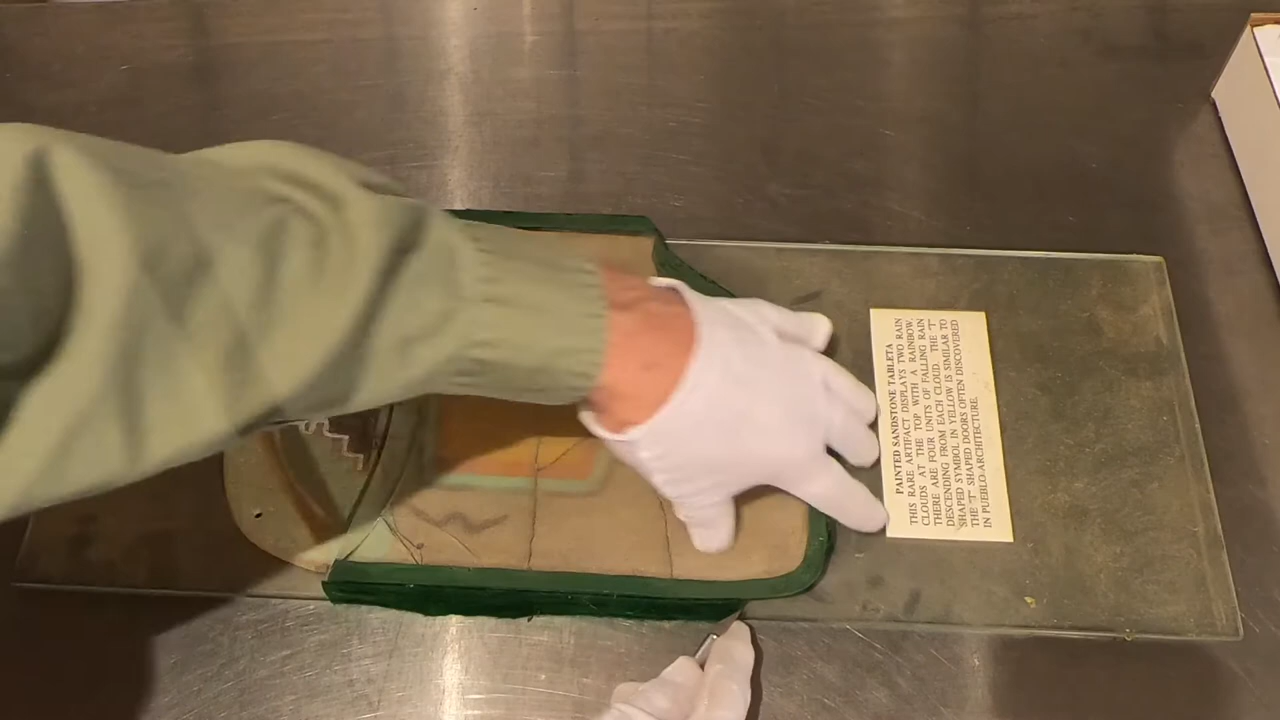 PAINTED SANDSTONE TABLETA
THIS RARE ARTIFACT DISPLAYS TWO RAIN
CLOUDS AT THE TOP WITH A RAINBOW.
THERE ARE FOUR UNITS OF FALLING RAIN
DESCENDING FROM EACH CLOUD. THE "T"
SHAPED SYMBOL IN YELLOW IS SIMILAR TO
THE "T" SHAPED DOORS OFTEN DISCOVERED
IN PUEBLO ARCHITECTURE.